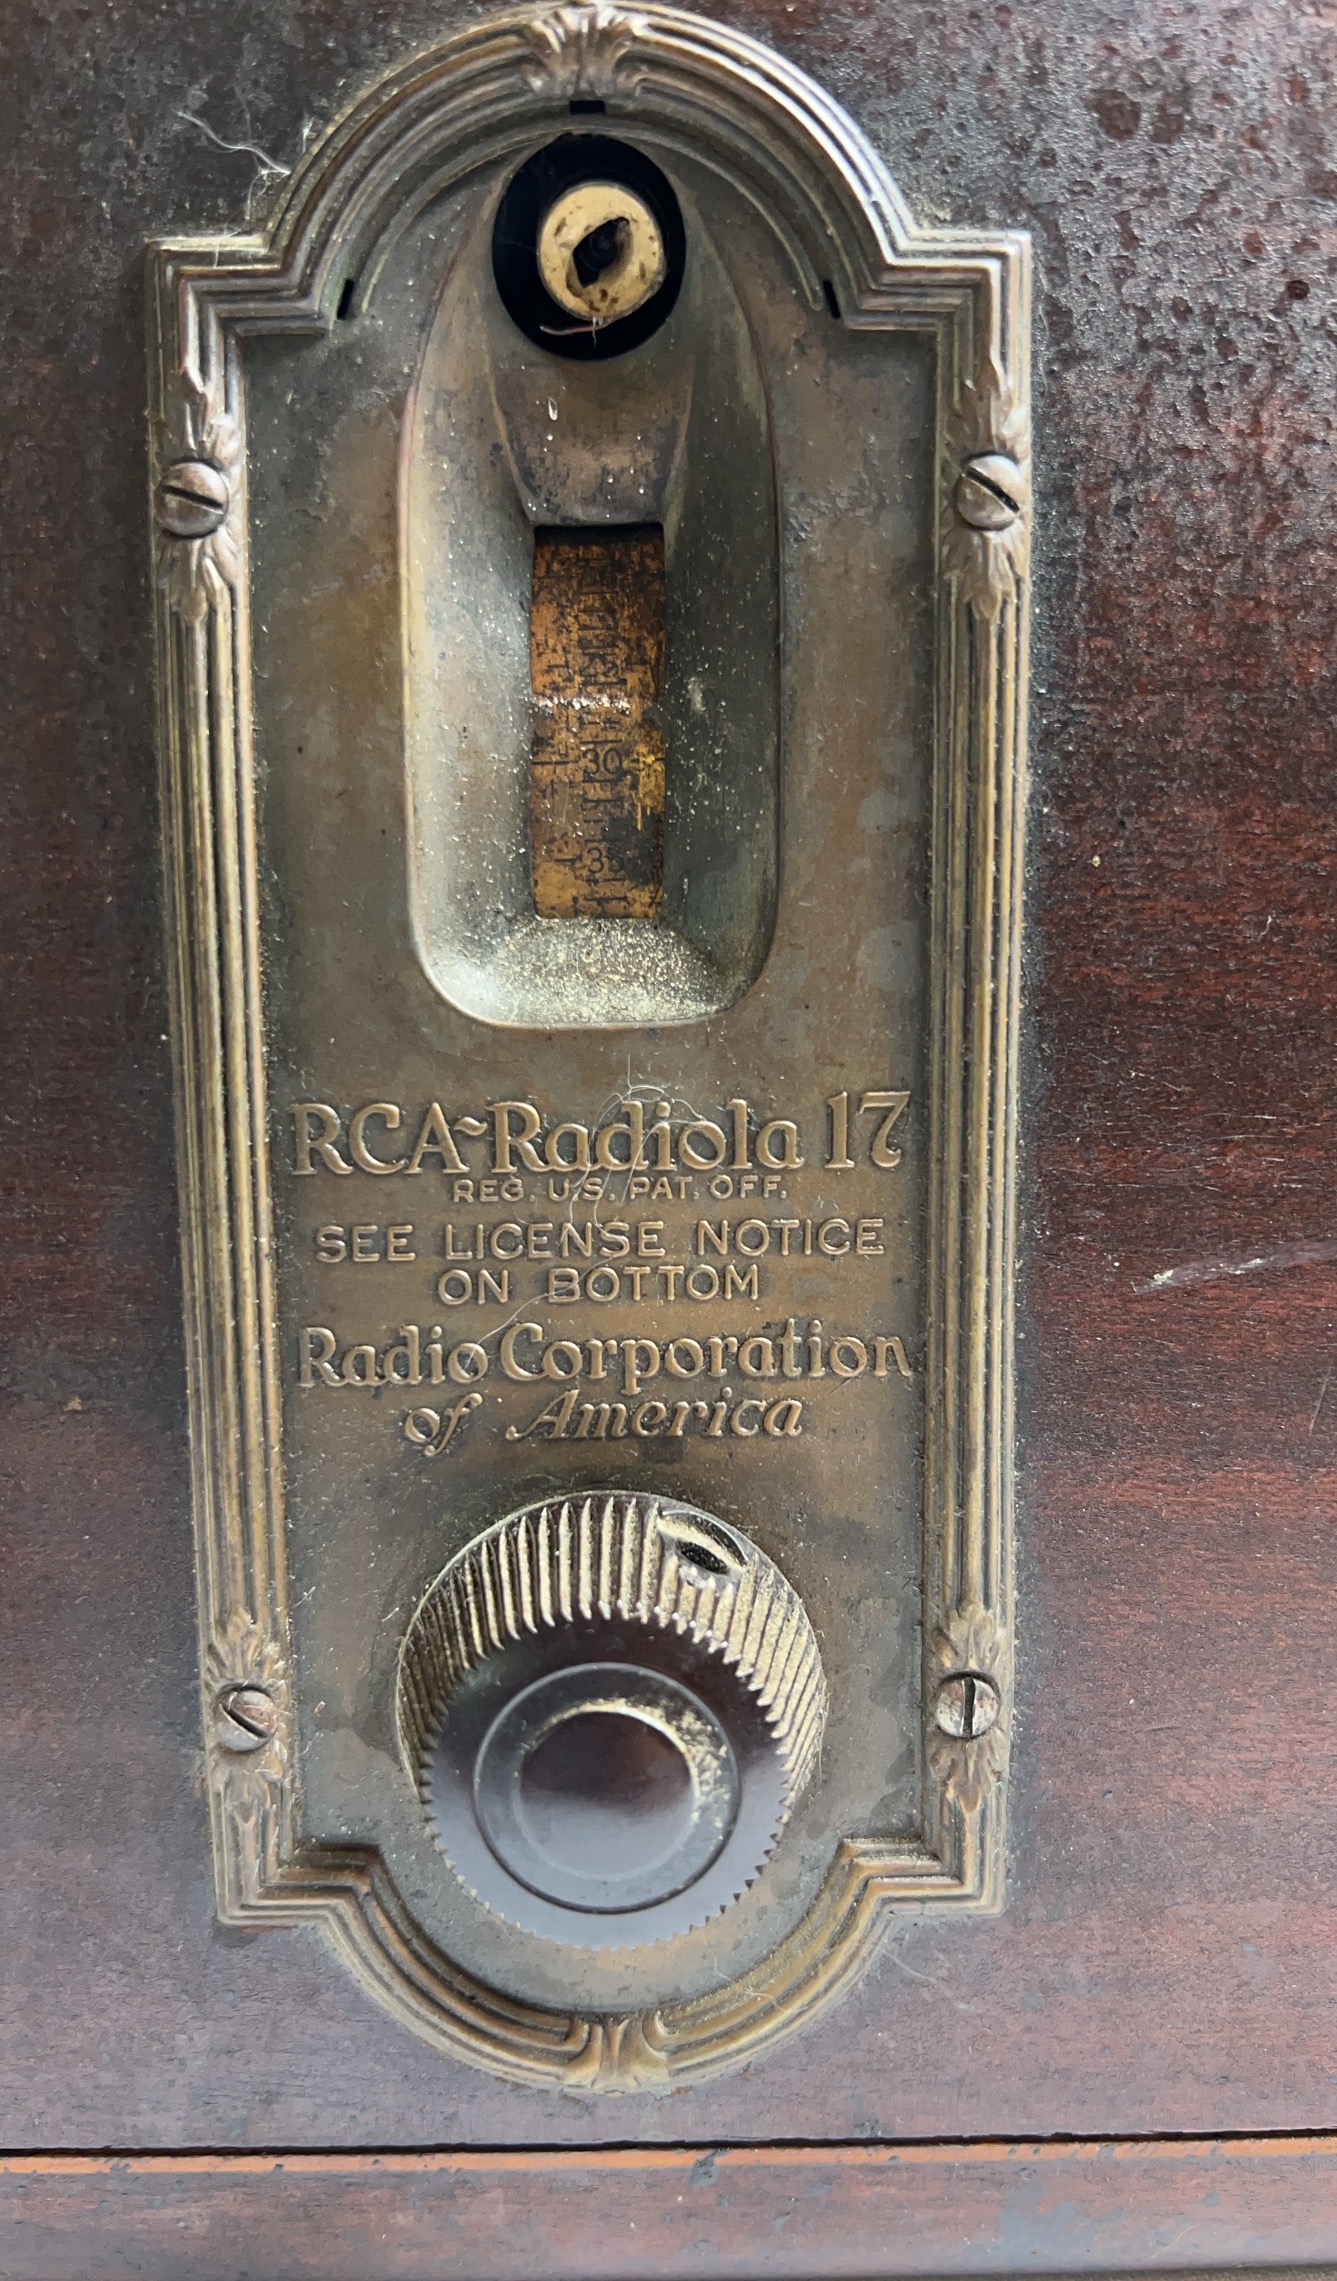 30
RCA~Radiola 17
REG. U.S. PAT. OFF.
SEE LICENSE NOTICE
ON BOTTOM
Radio Corporation
of America